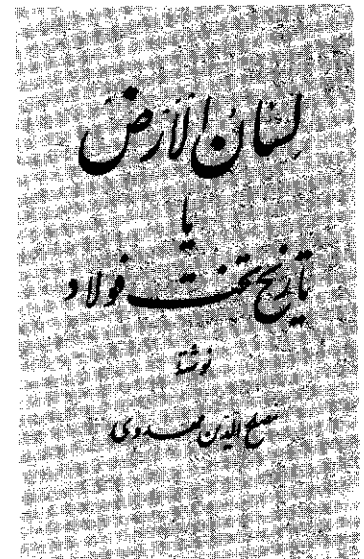 لسان الارض
یا
تاریخ تخت فولاد
نوشتهٔ
مصلح الدین مهدوی